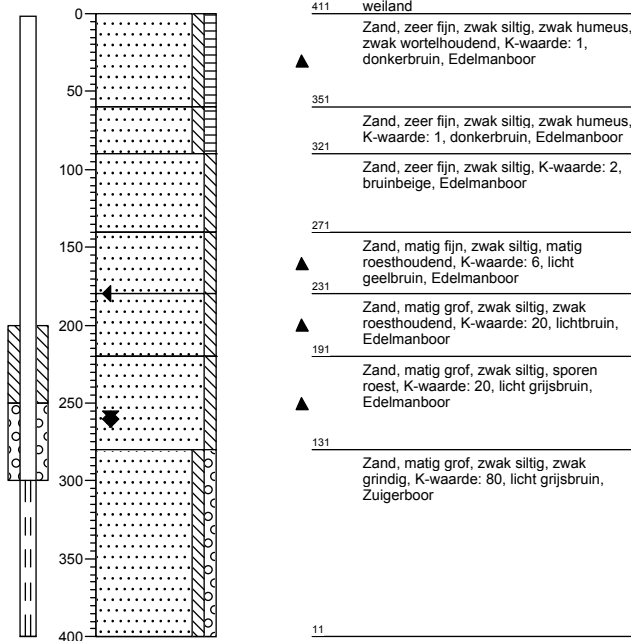 0
50
100
150
200
250
300
350
400
411 weiland
Zand, zeer fijn, zwak siltig, zwak humeus,
zwak wortelhoudend, K-waarde: 1,
donkerbruin, Edelmanboor
351
Zand, zeer fijn, zwak siltig, zwak humeus,
K-waarde: 1, donkerbruin, Edelmanboor
321
Zand, zeer fijn, zwak siltig, K-waarde: 2,
bruinbeige, Edelmanboor
271
Zand, matig fijn, zwak siltig, matig
roesthoudend, K-waarde: 6, licht
geelbruin, Edelmanboor
231
Zand, matig grof, zwak siltig, zwak
roesthoudend, K-waarde: 20, lichtbruin,
Edelmanboor
191
Zand, matig grof, zwak siltig, sporen
roest, K-waarde: 20, licht grijsbruin,
Edelmanboor
131
Zand, matig grof, zwak siltig, zwak
grindig, K-waarde: 80, licht grijsbruin,
Zuigerboor
11